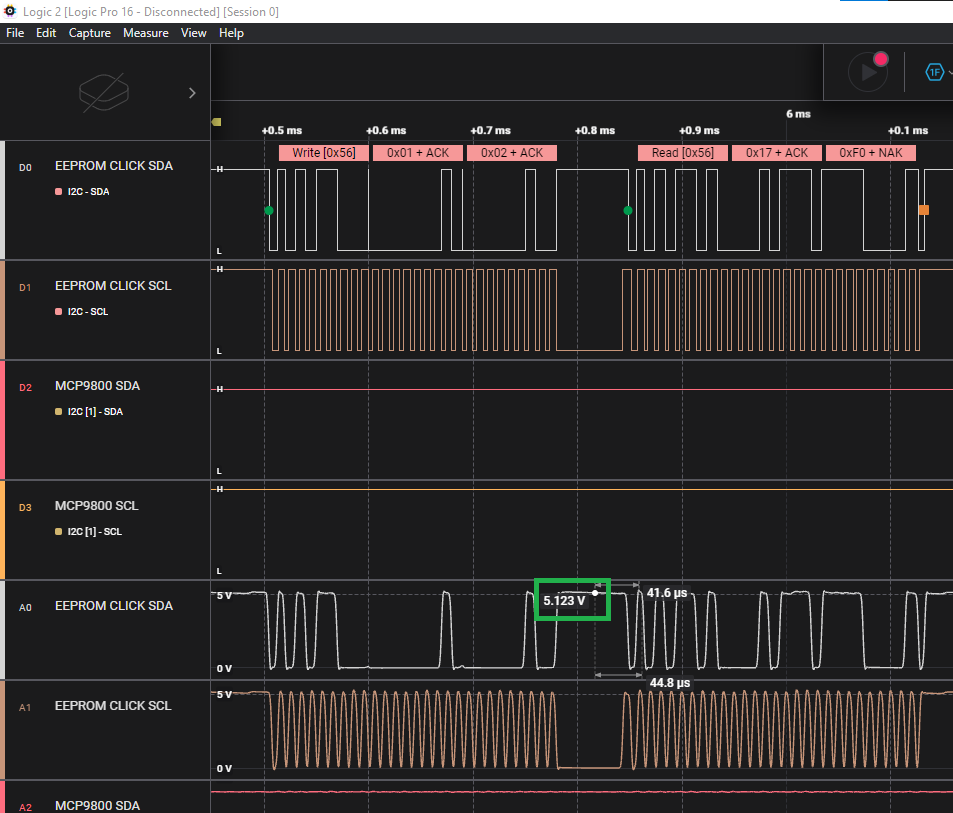 Logic 2 [Logic Pro 16 - Disconnected] [Session 0]
File Edit Capture Measure View Help
1F
6 ms
+0.5 ms +0.6 ms +0.7 ms +0.8 ms +0.9 ms +0.1 ms
Write [0x56] 0x01 + ACK 0x02 + ACK Read [0x56] 0x17 + ACK 0xF0 + NAK
D0 EEPROM CLICK SDA H
I2C - SDA
L
D1 EEPROM CLICK SCL H
I2C - SCL
L
D2 MCP9800 SDA H
I2C [1] - SDA
L
D3 MCP9800 SCL H
I2C [1] - SCL
L
A0 EEPROM CLICK SDA 5 V 5.123 V 41.6 µs
0 V
44.8 µs
A1 EEPROM CLICK SCL 5 V
0 V
A2 MCP9800 SDA